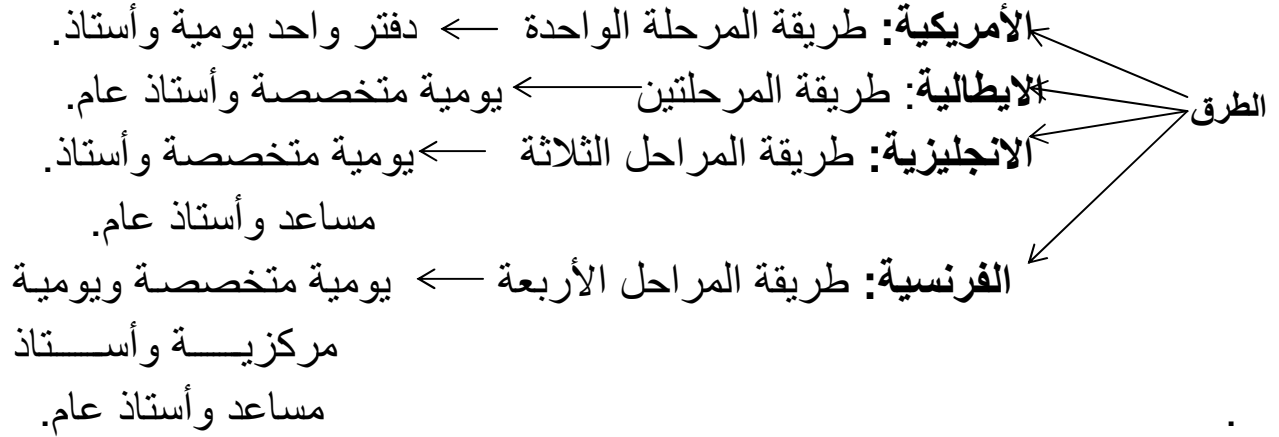 الأمريكية: طريقة المرحلة الواحدة ← دفتر واحد يومية وأستاذ.
الايطالية: طريقة المرحلتين ← يومية متخصصة وأستاذ عام.
الطرق
الانجليزية: طريقة المراحل الثلاثة ← يومية متخصصة وأستاذ.
مساعد وأستاذ عام.
الفرنسية: طريقة المراحل الأربعة ← يومية متخصصة ويومية
مركزية وأستاذ
مساعد وأستاذ عام.
.